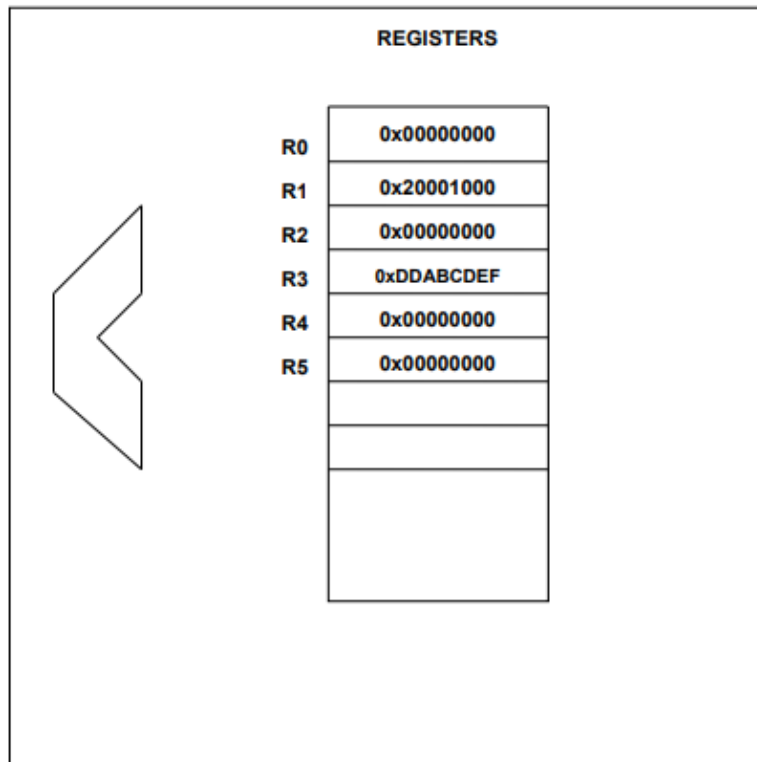 REGISTERS
R0 0x00000000
R1 0x20001000
R2 0x00000000
R3 0xDDABCDEF
R4 0x00000000
R5 0x00000000